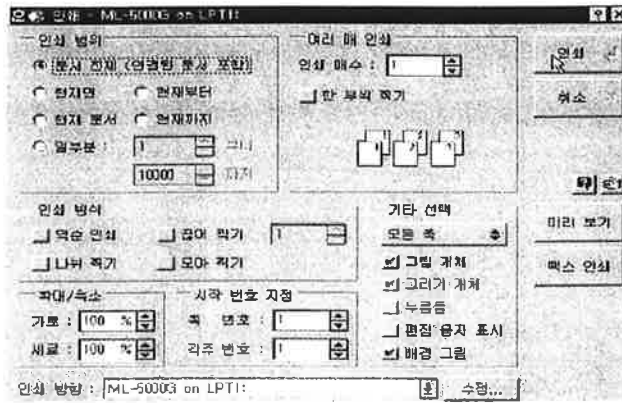 인쇄 - ML-5000G on LPT1:
인쇄 범위
문서 전체 (연결된 문서 포함)
현재면
현재부터
현재 문서
현재까지
일부분 :
1
부터
10000
까지
여러 매 인쇄
인쇄 매수 :
1
한 부씩 찍기
인쇄
취소
인쇄 방식
역순 인쇄
끊어 찍기
1
나눠 찍기
모아 찍기
기타 선택
모든 쪽
그림 개체
그리기 개체
누름틀
편집 용지 표시
배경 그림
미리 보기
팩스 인쇄
확대/축소
가로 : 100 %
세로 : 100 %
시작 번호 지정
쪽 번호 : 1
각주 번호 : 1
인쇄 방향 : ML-5000G on LPT1:
수정...